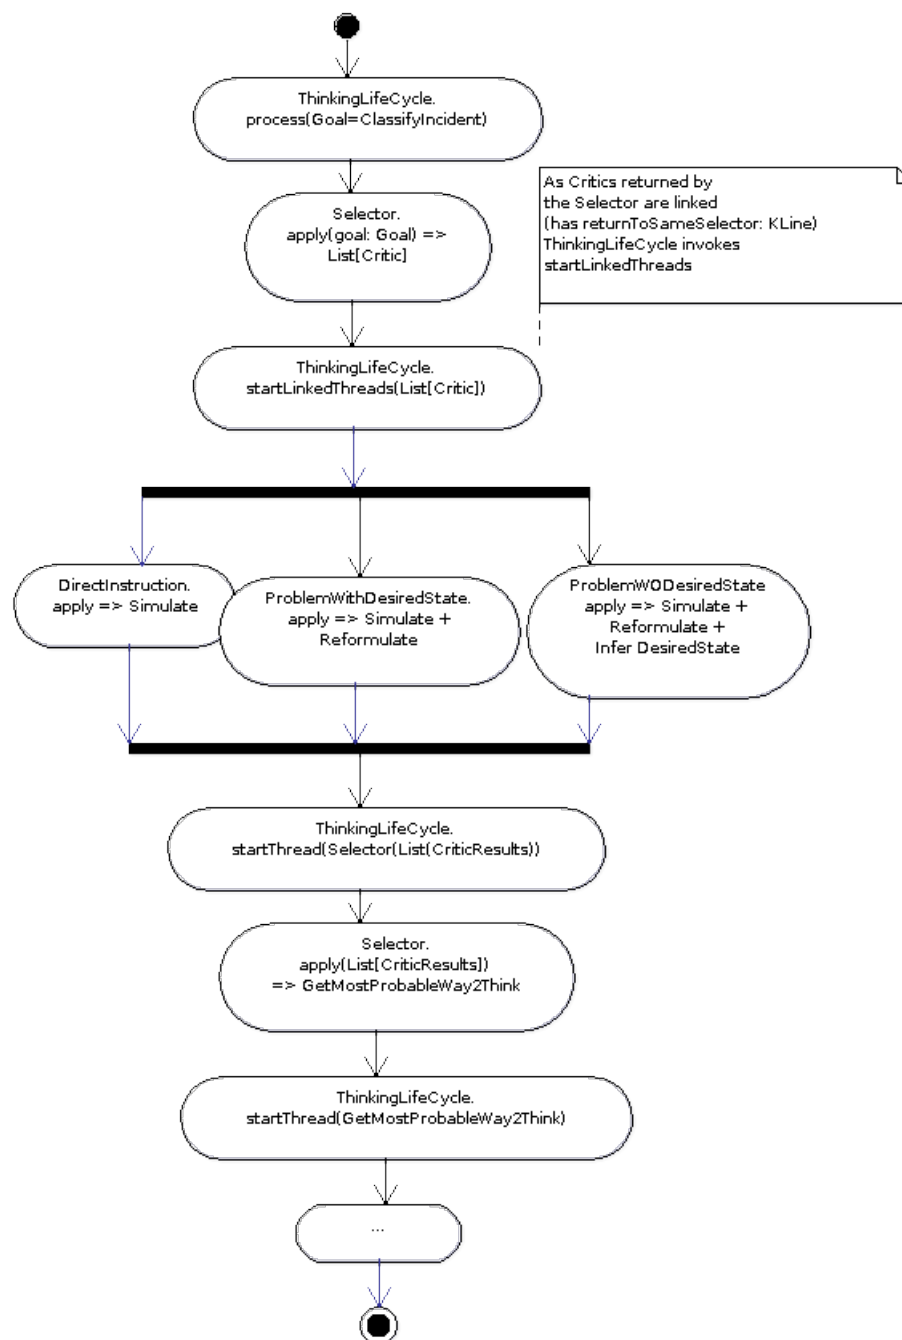 ThinkingLifeCycle.
process(Goal=ClassifyIncident)
Selector.
apply(goal: Goal) =>
List[Critic]
As Critics returned by
the Selector are linked
(has returnToSameSelector: KLine)
ThinkingLifeCycle invokes
startLinkedThreads
ThinkingLifeCycle.
startLinkedThreads(List[Critic])
DirectInstruction.
apply => Simulate
ProblemWithDesiredState.
apply => Simulate +
Reformulate
ProblemWODesiredState
apply => Simulate +
Reformulate +
Infer DesiredState
ThinkingLifeCycle.
startThread(Selector(List(CriticResults))
Selector.
apply(List[CriticResults])
=> GetMostProbableWay2Think
ThinkingLifeCycle.
startThread(GetMostProbableWay2Think)
...